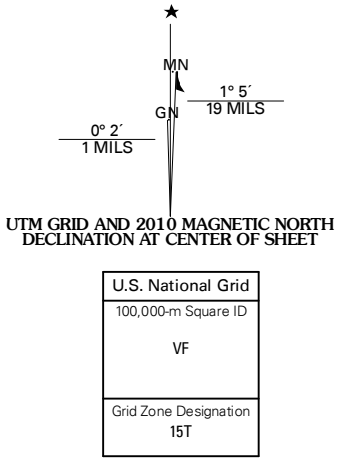 MN
1° 5´
GN
19 MILS
0° 2´
1 MILS
UTM GRID AND 2010 MAGNETIC NORTH
DECLINATION AT CENTER OF SHEET
U.S. National Grid
100,000-m Square ID
VF
Grid Zone Designation
15T